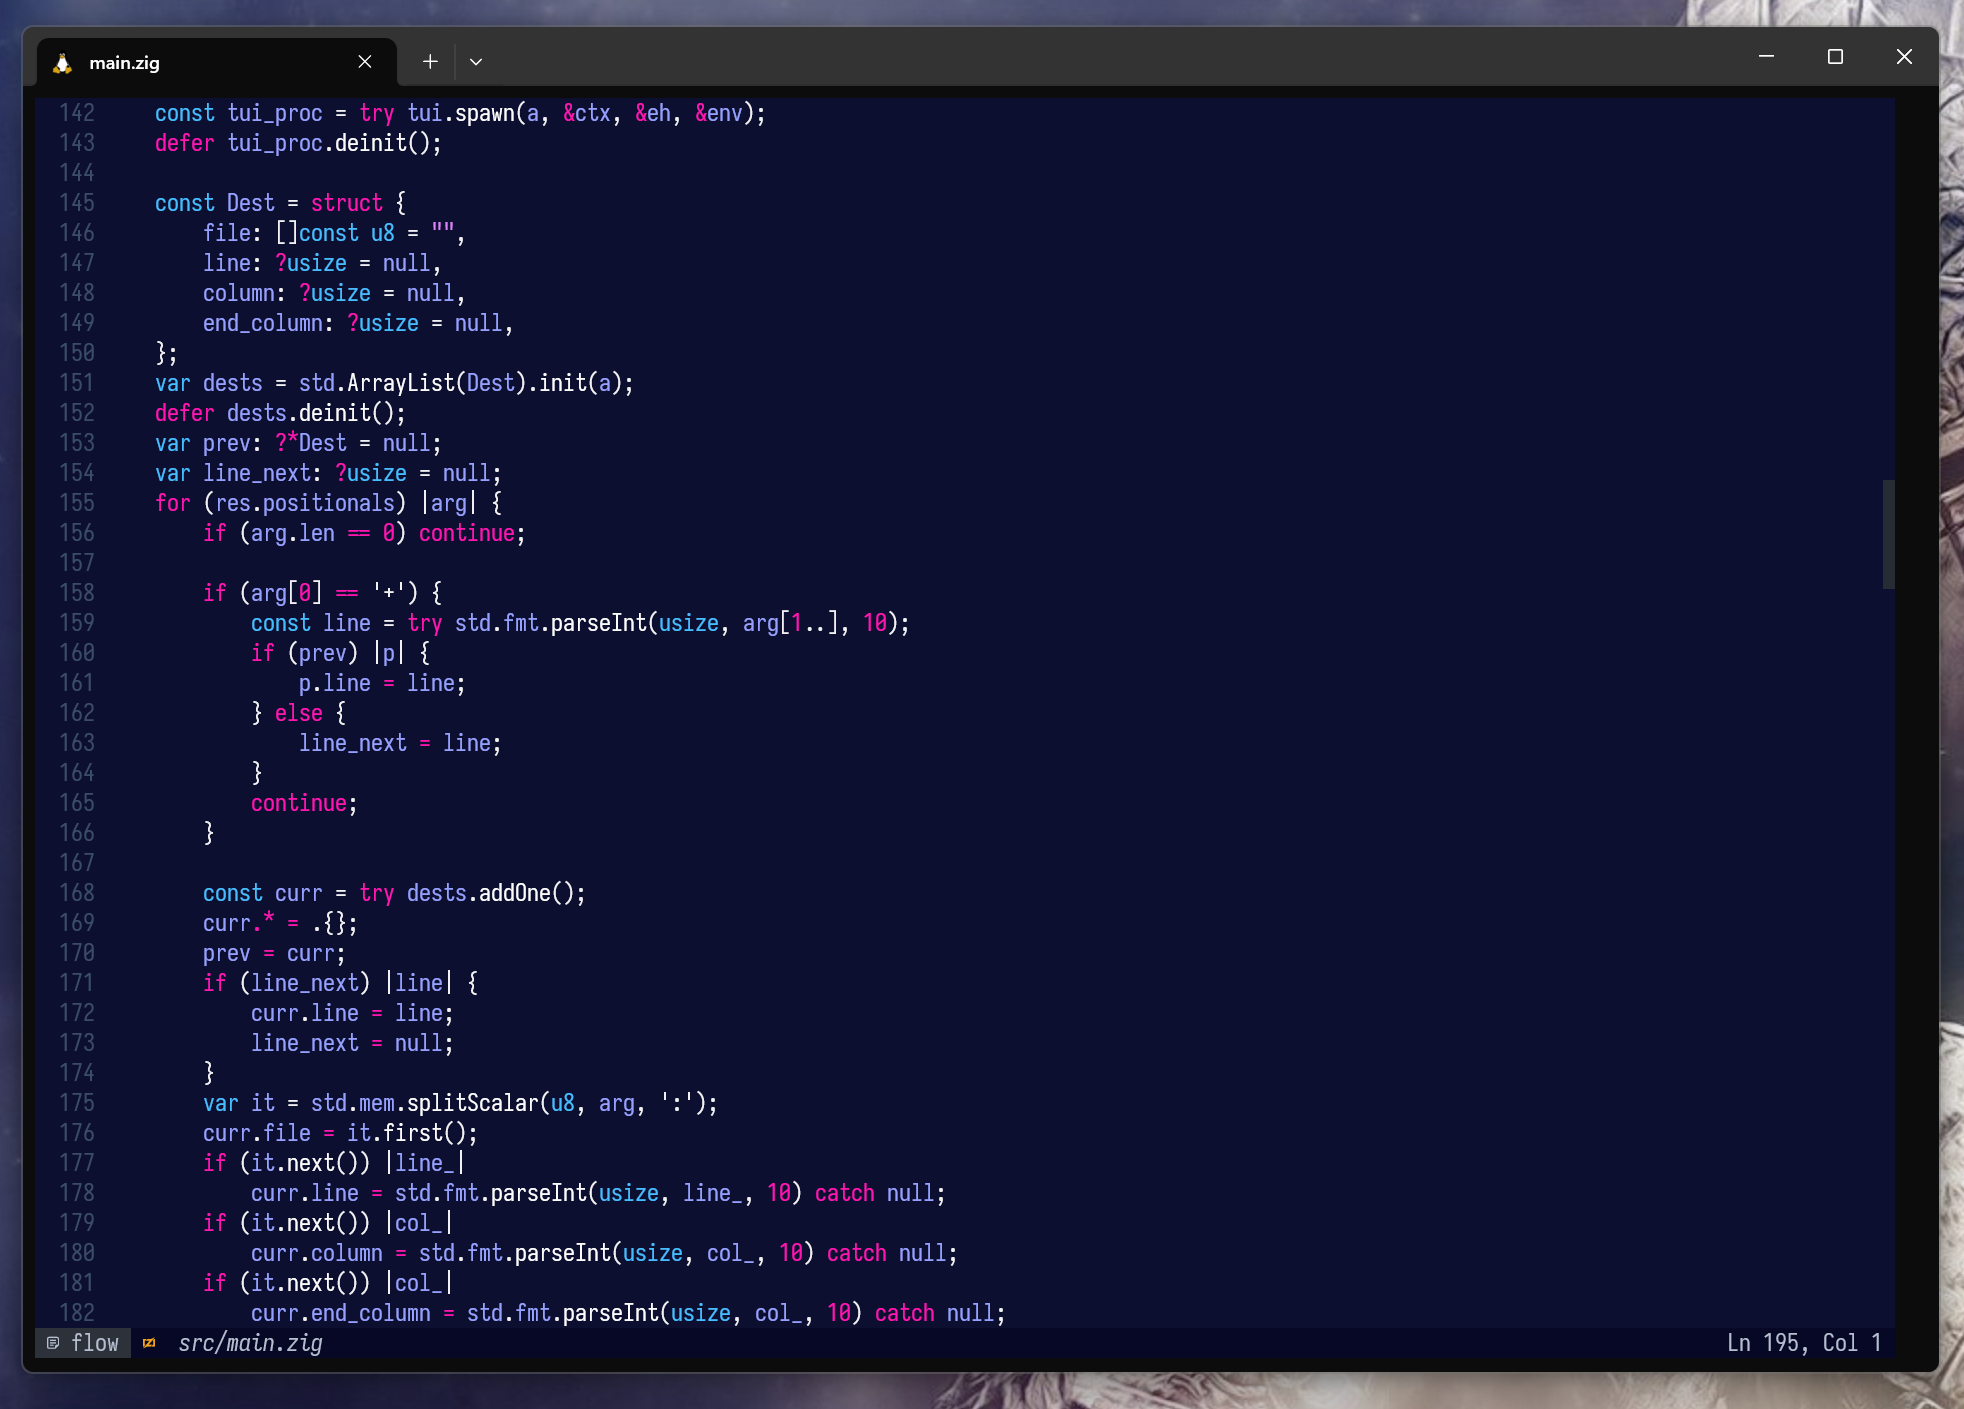 main.zig
142     const tui_proc = try tui.spawn(a, &ctx, &eh, &env);
143     defer tui_proc.deinit();
144
145     const Dest = struct {
146         file: []const u8 = "",
147         line: ?usize = null,
148         column: ?usize = null,
149         end_column: ?usize = null,
150     };
151     var dests = std.ArrayList(Dest).init(a);
152     defer dests.deinit();
153     var prev: ?*Dest = null;
154     var line_next: ?usize = null;
155     for (res.positionals) |arg| {
156         if (arg.len == 0) continue;
157
158         if (arg[0] == '+') {
159             const line = try std.fmt.parseInt(usize, arg[1..], 10);
160             if (prev) |p| {
161                 p.line = line;
162             } else {
163                 line_next = line;
164             }
165             continue;
166         }
167
168         const curr = try dests.addOne();
169         curr.* = .{};
170         prev = curr;
171         if (line_next) |line| {
172             curr.line = line;
173             line_next = null;
174         }
175         var it = std.mem.splitScalar(u8, arg, ':');
176         curr.file = it.first();
177         if (it.next()) |line_|
178             curr.line = std.fmt.parseInt(usize, line_, 10) catch null;
179         if (it.next()) |col_|
180             curr.column = std.fmt.parseInt(usize, col_, 10) catch null;
181         if (it.next()) |col_|
182             curr.end_column = std.fmt.parseInt(usize, col_, 10) catch null;
flow src/main.zig Ln 195, Col 1